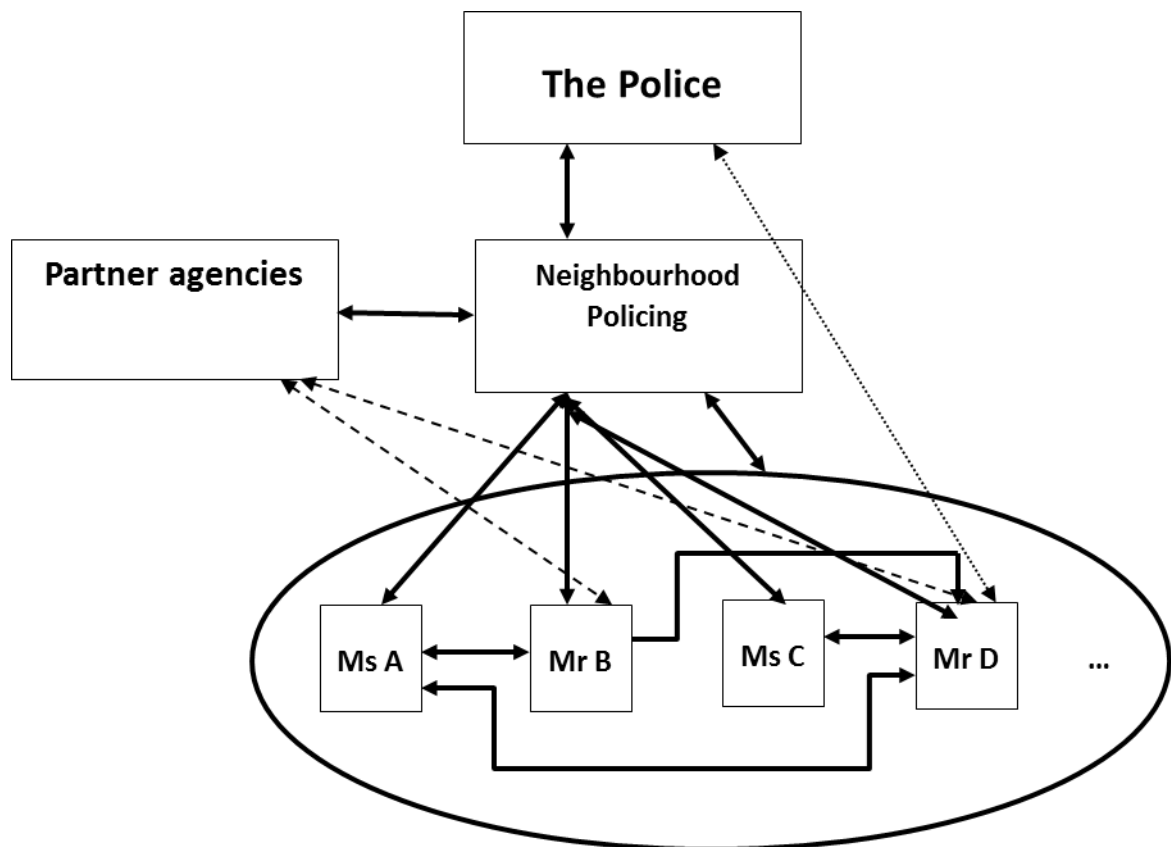 The Police
Partner agencies
Neighbourhood
Policing
Ms A
Mr B
Ms C
Mr D
...